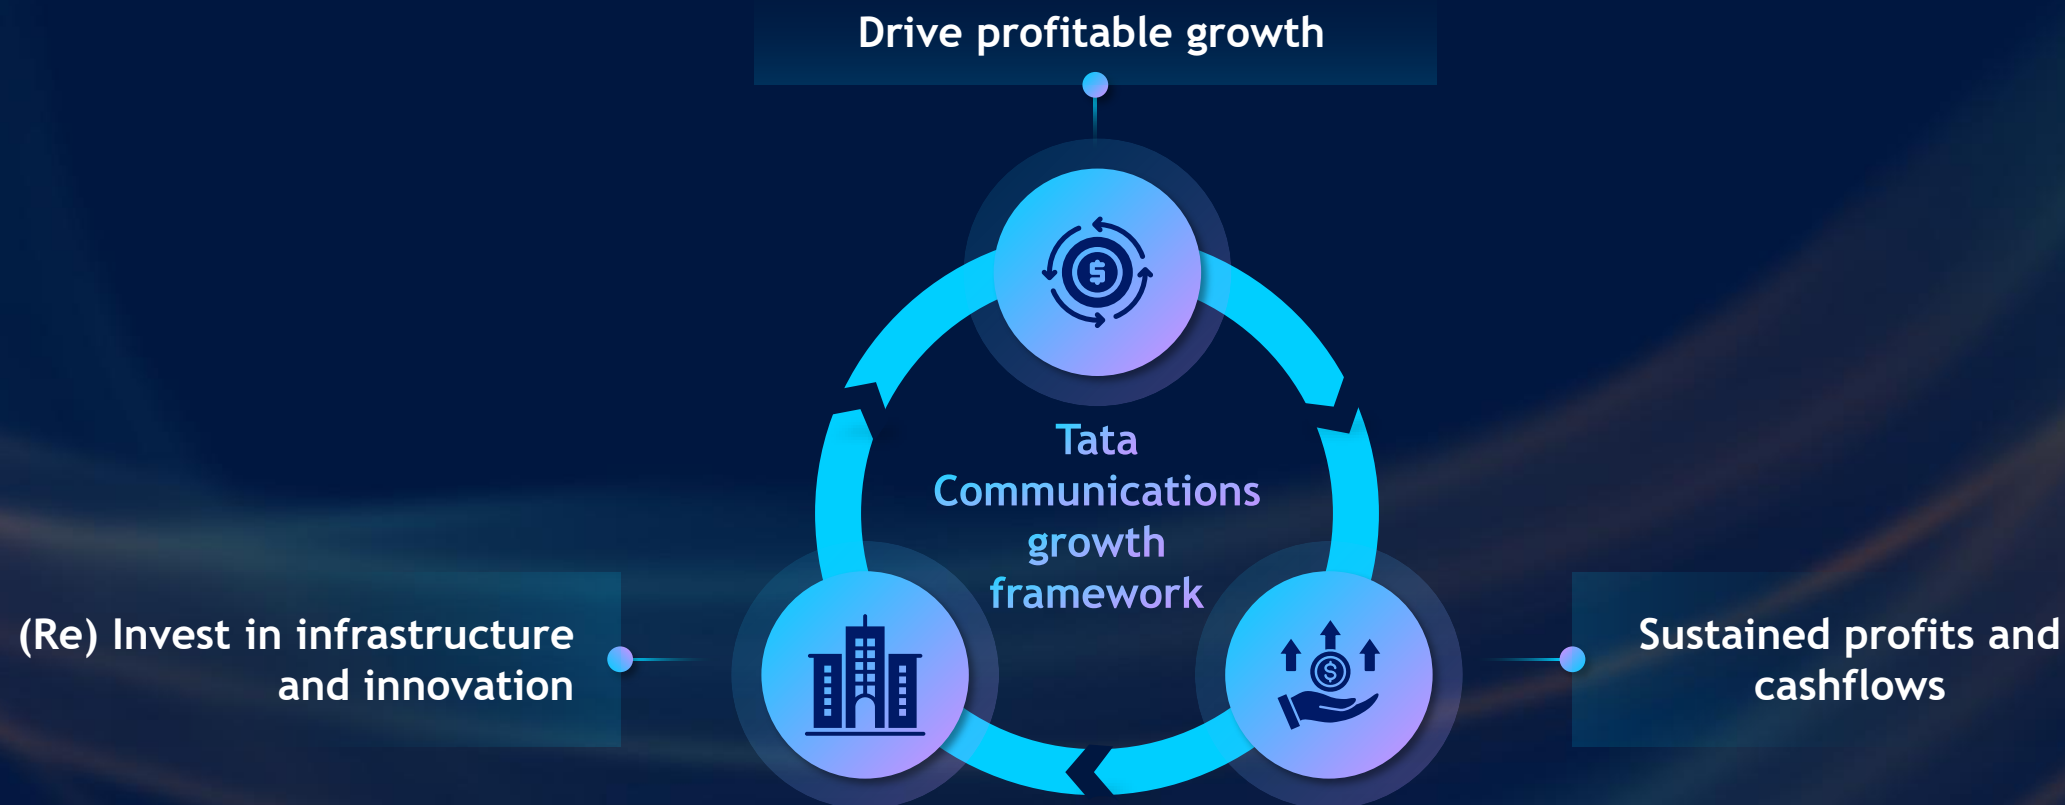 Drive profitable growth
Tata
Communications
growth
framework
(Re) Invest in infrastructure
and innovation
Sustained profits and
cashflows